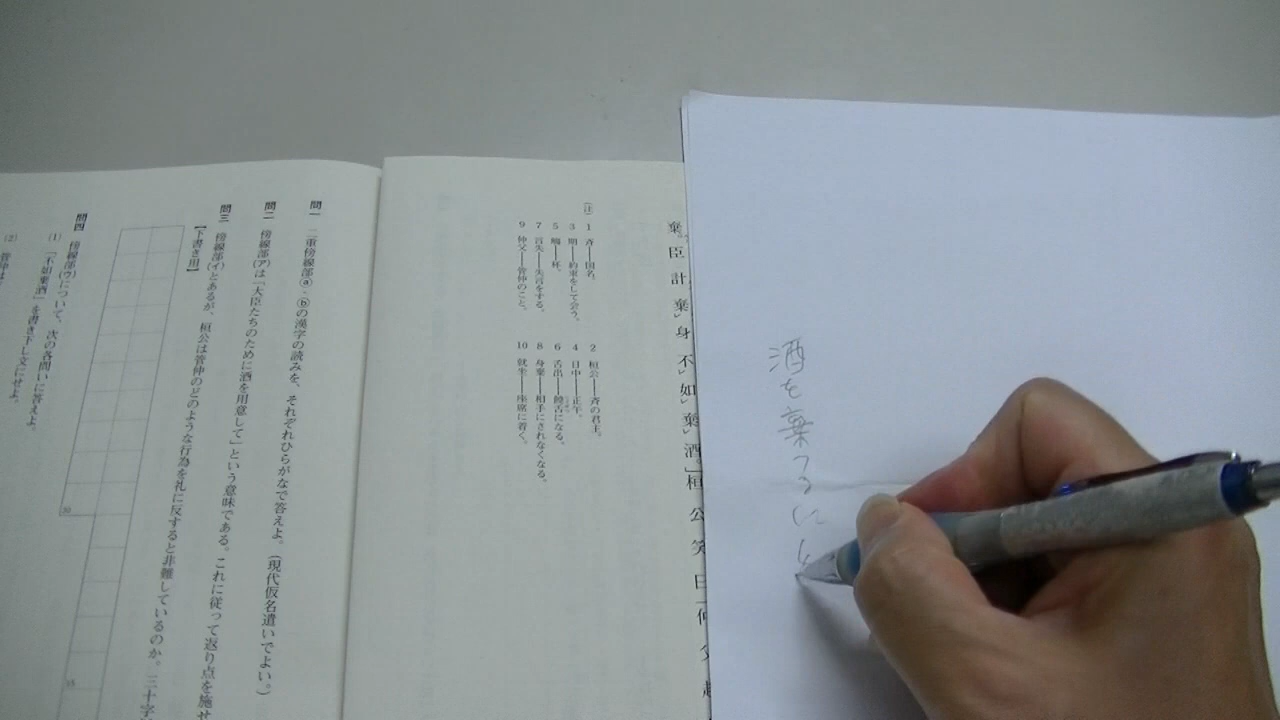 酒を棄つるに
棄臣計棄身不如棄酒桓公笑曰仲父
(注)
1 斉――国名。
2 桓公――斉の君主。
3 期――約束をして会う。
4 日中――正午。
5 觴――杯。
6 舌出――饒舌になる。
7 言失――失言をする。
8 身棄――相手にされなくなる。
9 仲父――管仲のこと。
10 就坐――座席に着く。
問一 二重傍線部ⓐ・ⓑの漢字の読みを、それぞれひらがなで答えよ。(現代仮名遣いでよい。)
問二 傍線部(ア)は「大臣たちのために酒を用意して」という意味である。これに従って返り点を施せ
問三 傍線部(イ)とあるが、桓公は管仲のどのような行為を礼に反すると非難しているのか。三十字
【下書き用】
30
15
問四 傍線部(ウ)について、次の各問いに答えよ。
(1) 「不如棄酒」を書き下し文にせよ。
(2) 管仲は